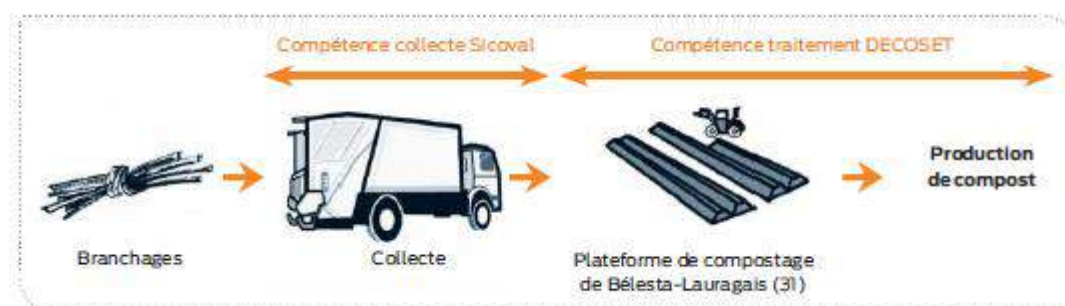 Compétence collecte Sicoval
Compétence traitement DECOSET
Production
de compost
Branchages
Collecte
Plateforme de compostage
de Bélesta-Lauragais (31)